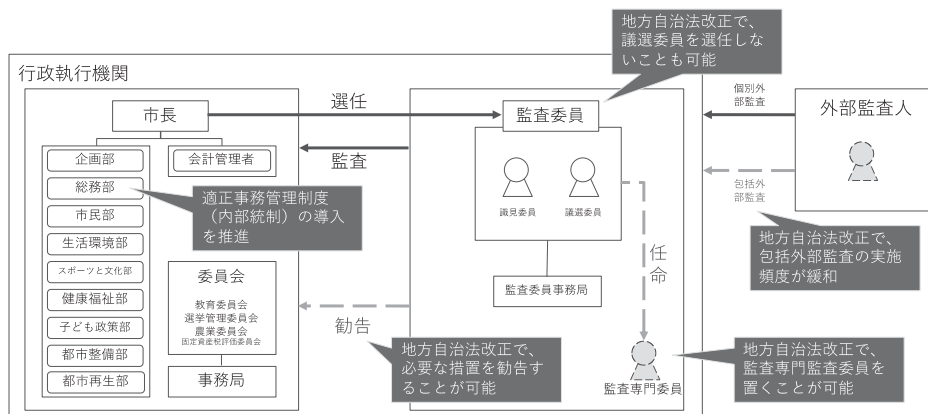 地方自治法改正で、
議選委員を選任しな
いことも可能
行政執行機関
市長
選任
監査
監査委員
個別外
部監査
外部監査人
企画部
総務部
市民部
生活環境部
スポーツと文化部
健康福祉部
子ども政策部
都市整備部
都市再生部
会計管理者
適正事務管理制度
（内部統制）の導入
を推進
識見委員
議選委員
包括外
部監査
地方自治法改正で、
包括外部監査の実施
頻度が緩和
委員会
教育委員会
選挙管理委員会
農業委員会
固定資産税評価委員会
事務局
監査委員事務局
任命
勧告
地方自治法改正で、
必要な措置を勧告す
ることが可能
監査専門委員
地方自治法改正で、
監査専門監査委員を
置くことが可能